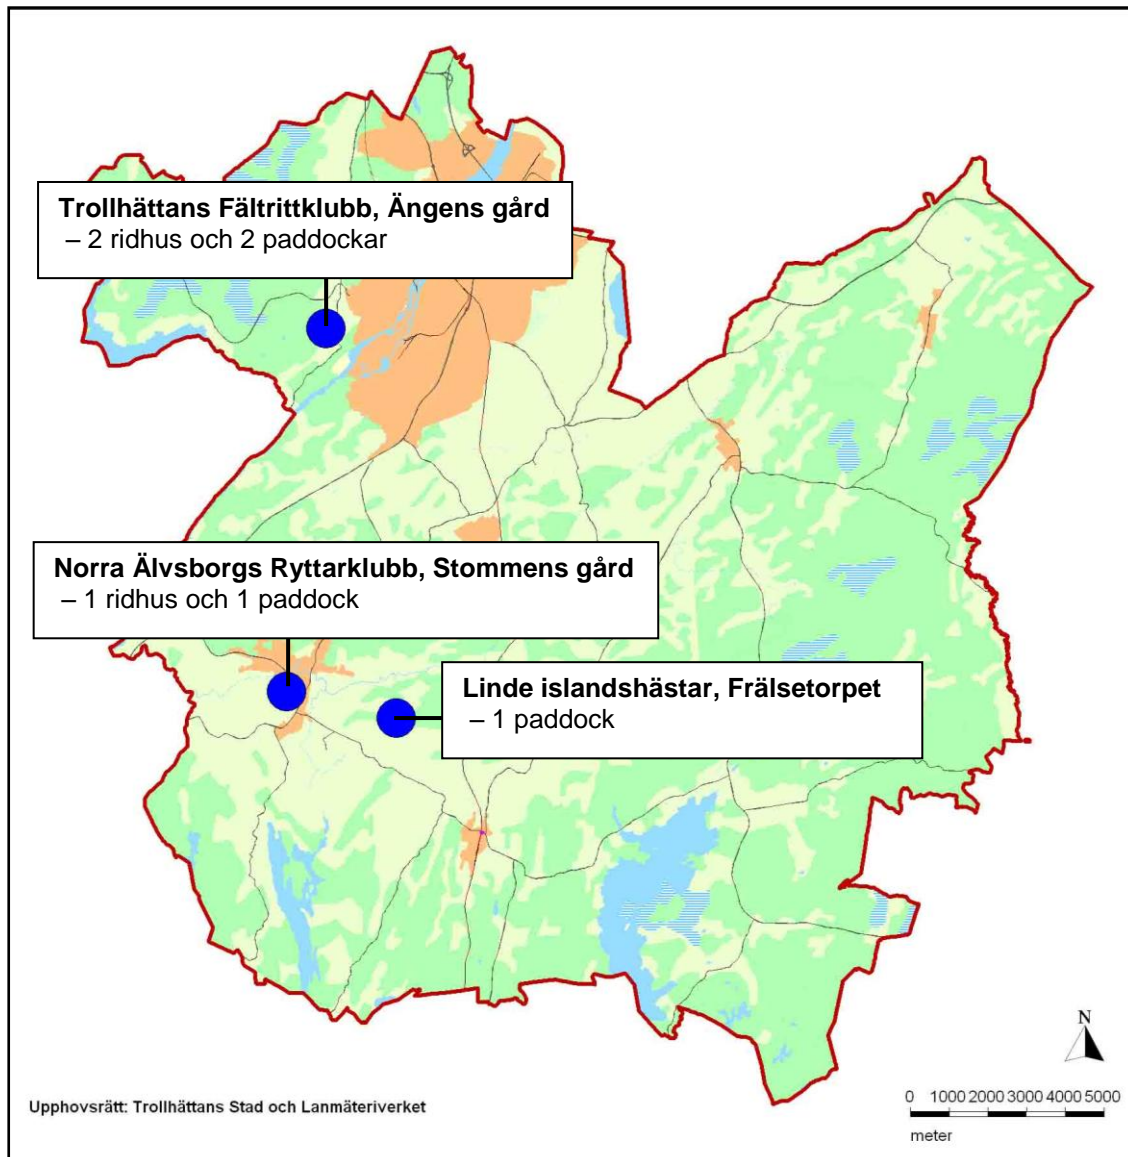 Trollhättans Fältrittklubb, Ängens gård
– 2 ridhus och 2 paddockar
Norra Älvsborgs Ryttarklubb, Stommens gård
– 1 ridhus och 1 paddock
Linde islandshästar, Frälsetorpet
– 1 paddock
N
Upphovsrätt: Trollhättans Stad och Lanmäteriverket
0 1000 2000 3000 4000 5000
meter